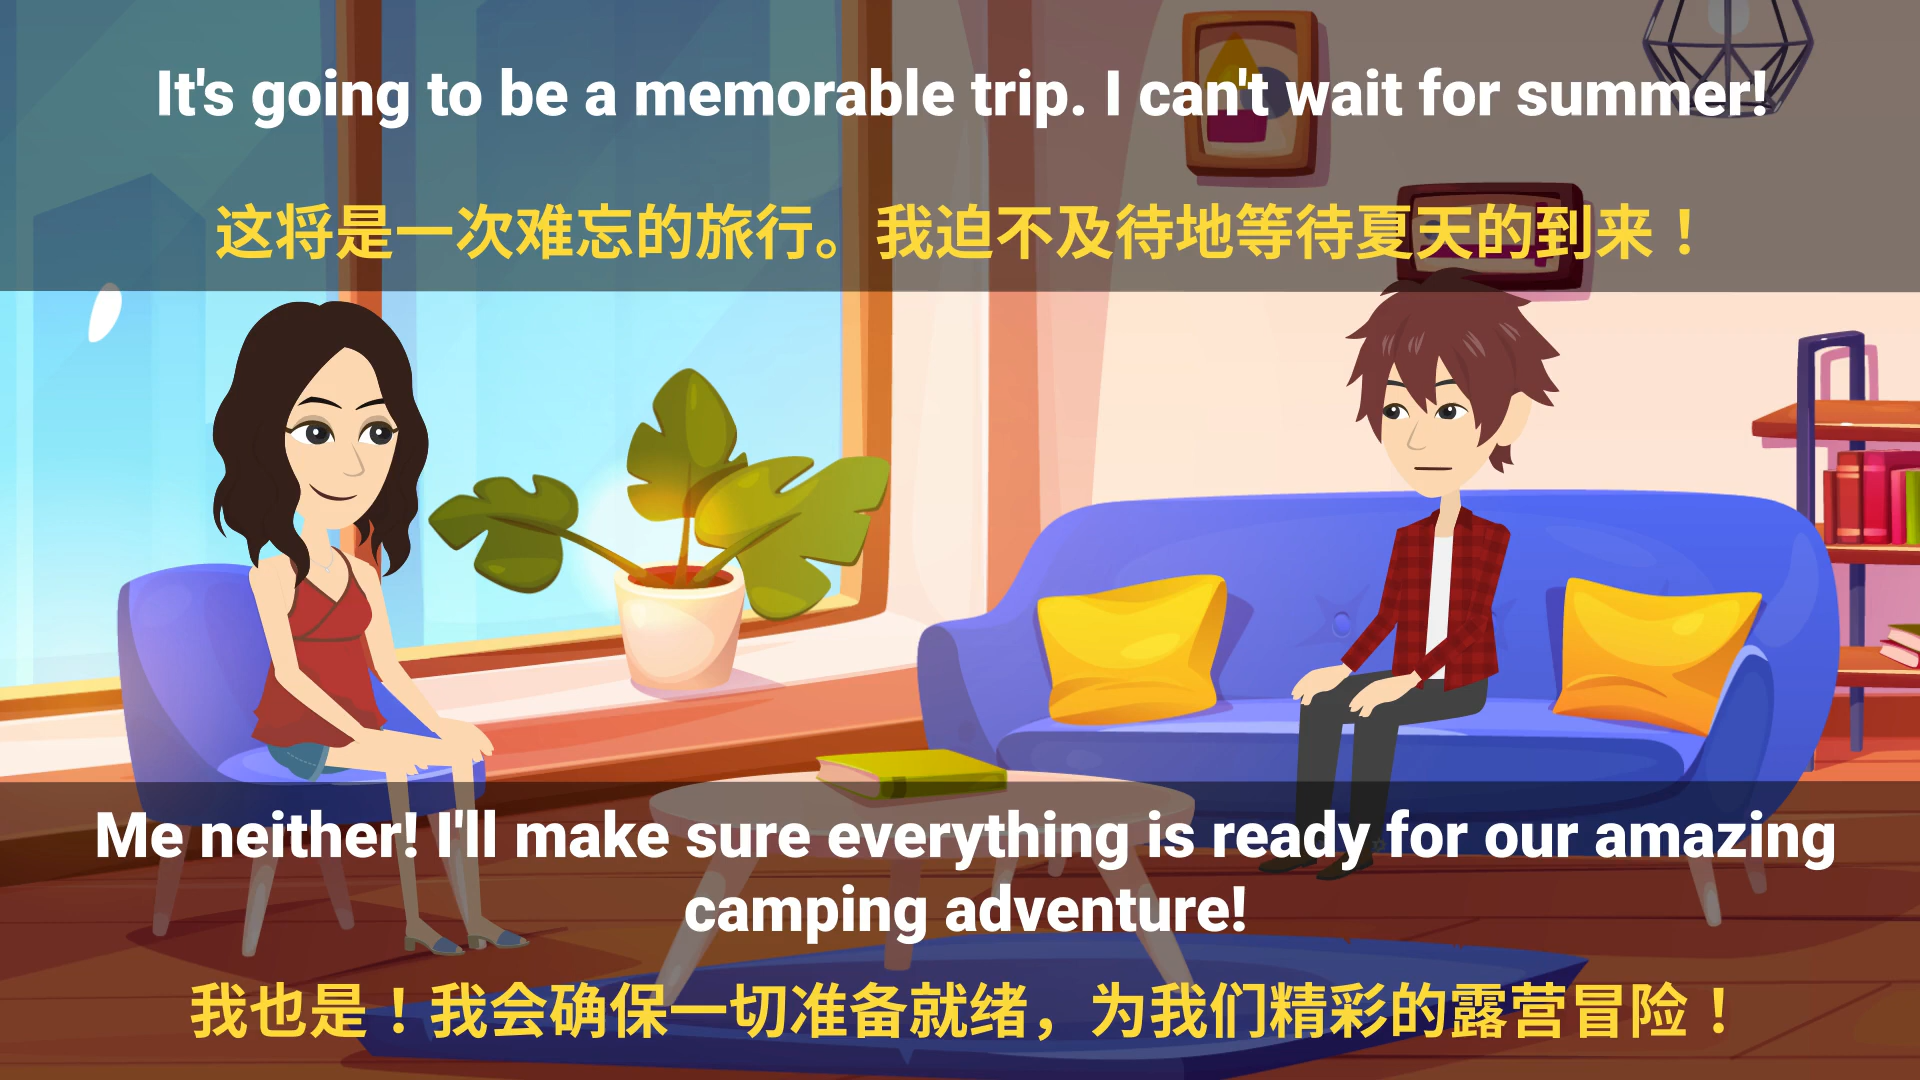 It's going to be a memorable trip. I can't wait for summer!
这将是一次难忘的旅行。我迫不及待地等待夏天的到来！
Me neither! I'll make sure everything is ready for our amazing
camping adventure!
我也是！我会确保一切准备就绪，为我们精彩的露营冒险！